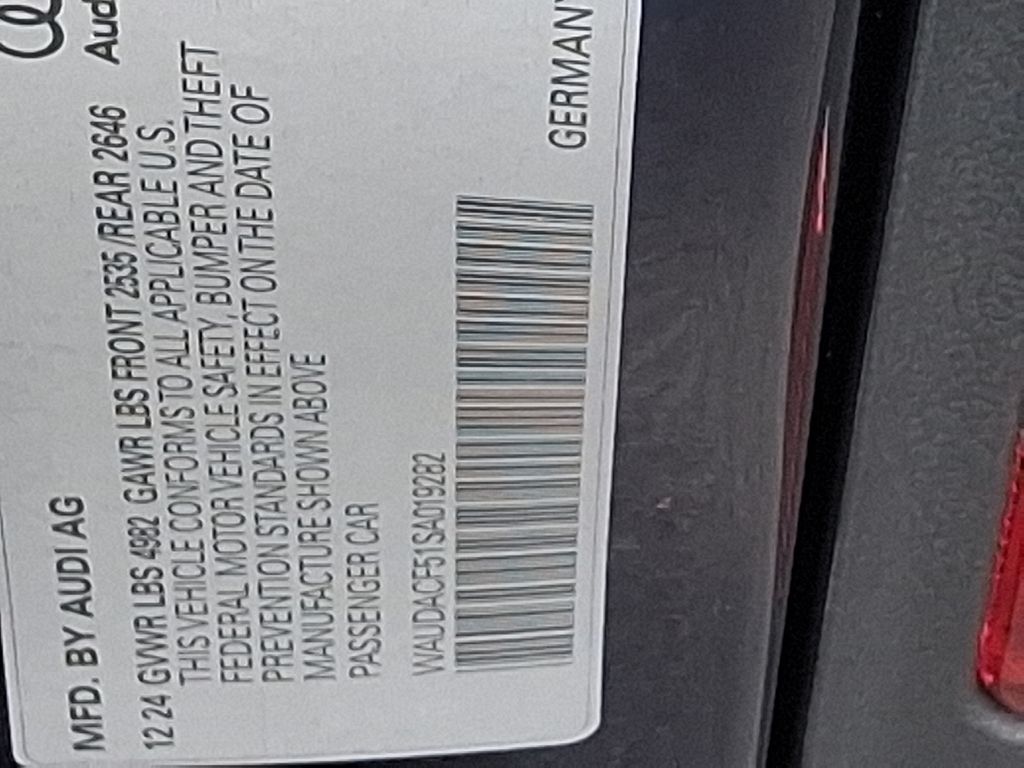 MFD. BY AUDI AG
Aud
12 24 GVWR LBS 4982 GAWR LBS FRONT 2535 /REAR 2646
THIS VEHICLE CONFORMS TO ALL APPLICABLE U.S.
FEDERAL MOTOR VEHICLE SAFETY, BUMPER AND THEFT
PREVENTION STANDARDS IN EFFECT ON THE DATE OF
MANUFACTURE SHOWN ABOVE
PASSENGER CAR
WAUDACF51SA019282
GERMANY